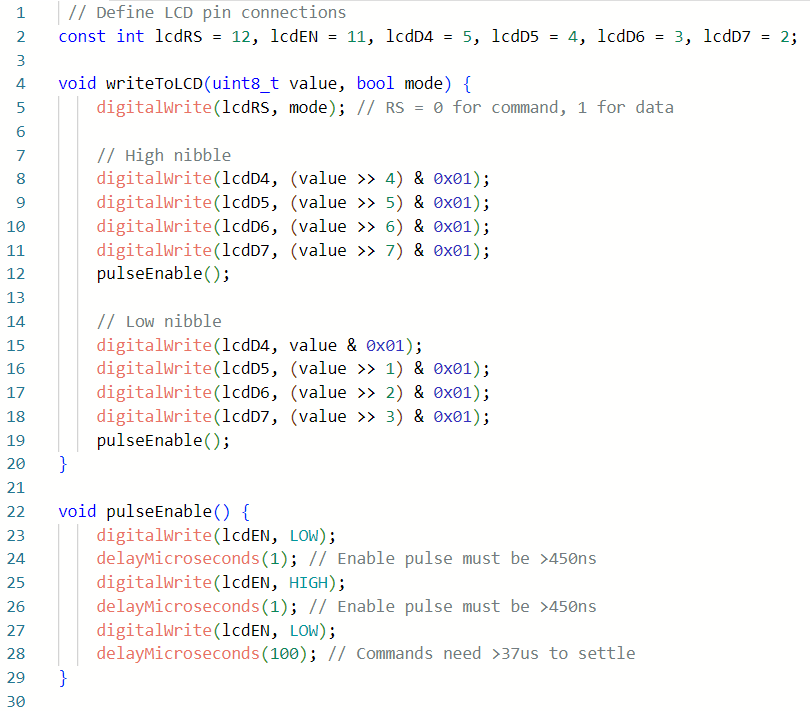 1 // Define LCD pin connections
2 const int lcdRS = 12, lcdEN = 11, lcdD4 = 5, lcdD5 = 4, lcdD6 = 3, lcdD7 = 2;
3
4 void writeToLCD(uint8_t value, bool mode) {
5     digitalWrite(lcdRS, mode); // RS = 0 for command, 1 for data
6
7     // High nibble
8     digitalWrite(lcdD4, (value >> 4) & 0x01);
9     digitalWrite(lcdD5, (value >> 5) & 0x01);
10     digitalWrite(lcdD6, (value >> 6) & 0x01);
11     digitalWrite(lcdD7, (value >> 7) & 0x01);
12     pulseEnable();
13
14     // Low nibble
15     digitalWrite(lcdD4, value & 0x01);
16     digitalWrite(lcdD5, (value >> 1) & 0x01);
17     digitalWrite(lcdD6, (value >> 2) & 0x01);
18     digitalWrite(lcdD7, (value >> 3) & 0x01);
19     pulseEnable();
20 }
21
22 void pulseEnable() {
23     digitalWrite(lcdEN, LOW);
24     delayMicroseconds(1); // Enable pulse must be >450ns
25     digitalWrite(lcdEN, HIGH);
26     delayMicroseconds(1); // Enable pulse must be >450ns
27     digitalWrite(lcdEN, LOW);
28     delayMicroseconds(100); // Commands need >37us to settle
29 }
30